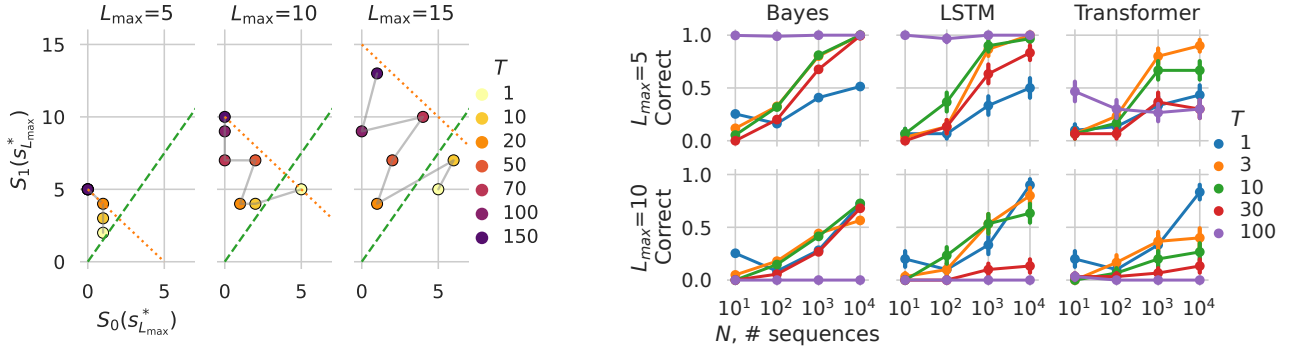 L_max=5 L_max=10 L_max=15
S_1(s*_{L_max})
15
10
5
0
0 5 0 5 0 5
S_0(s*_{L_max})
T
1
10
20
50
70
100
150
Bayes LSTM Transformer
L_max=5
Correct
1.0
0.5
0.0
L_max=10
Correct
1.0
0.5
0.0
10^1 10^2 10^3 10^4 10^1 10^2 10^3 10^4 10^1 10^2 10^3 10^4
N, # sequences
T
1
3
10
30
100